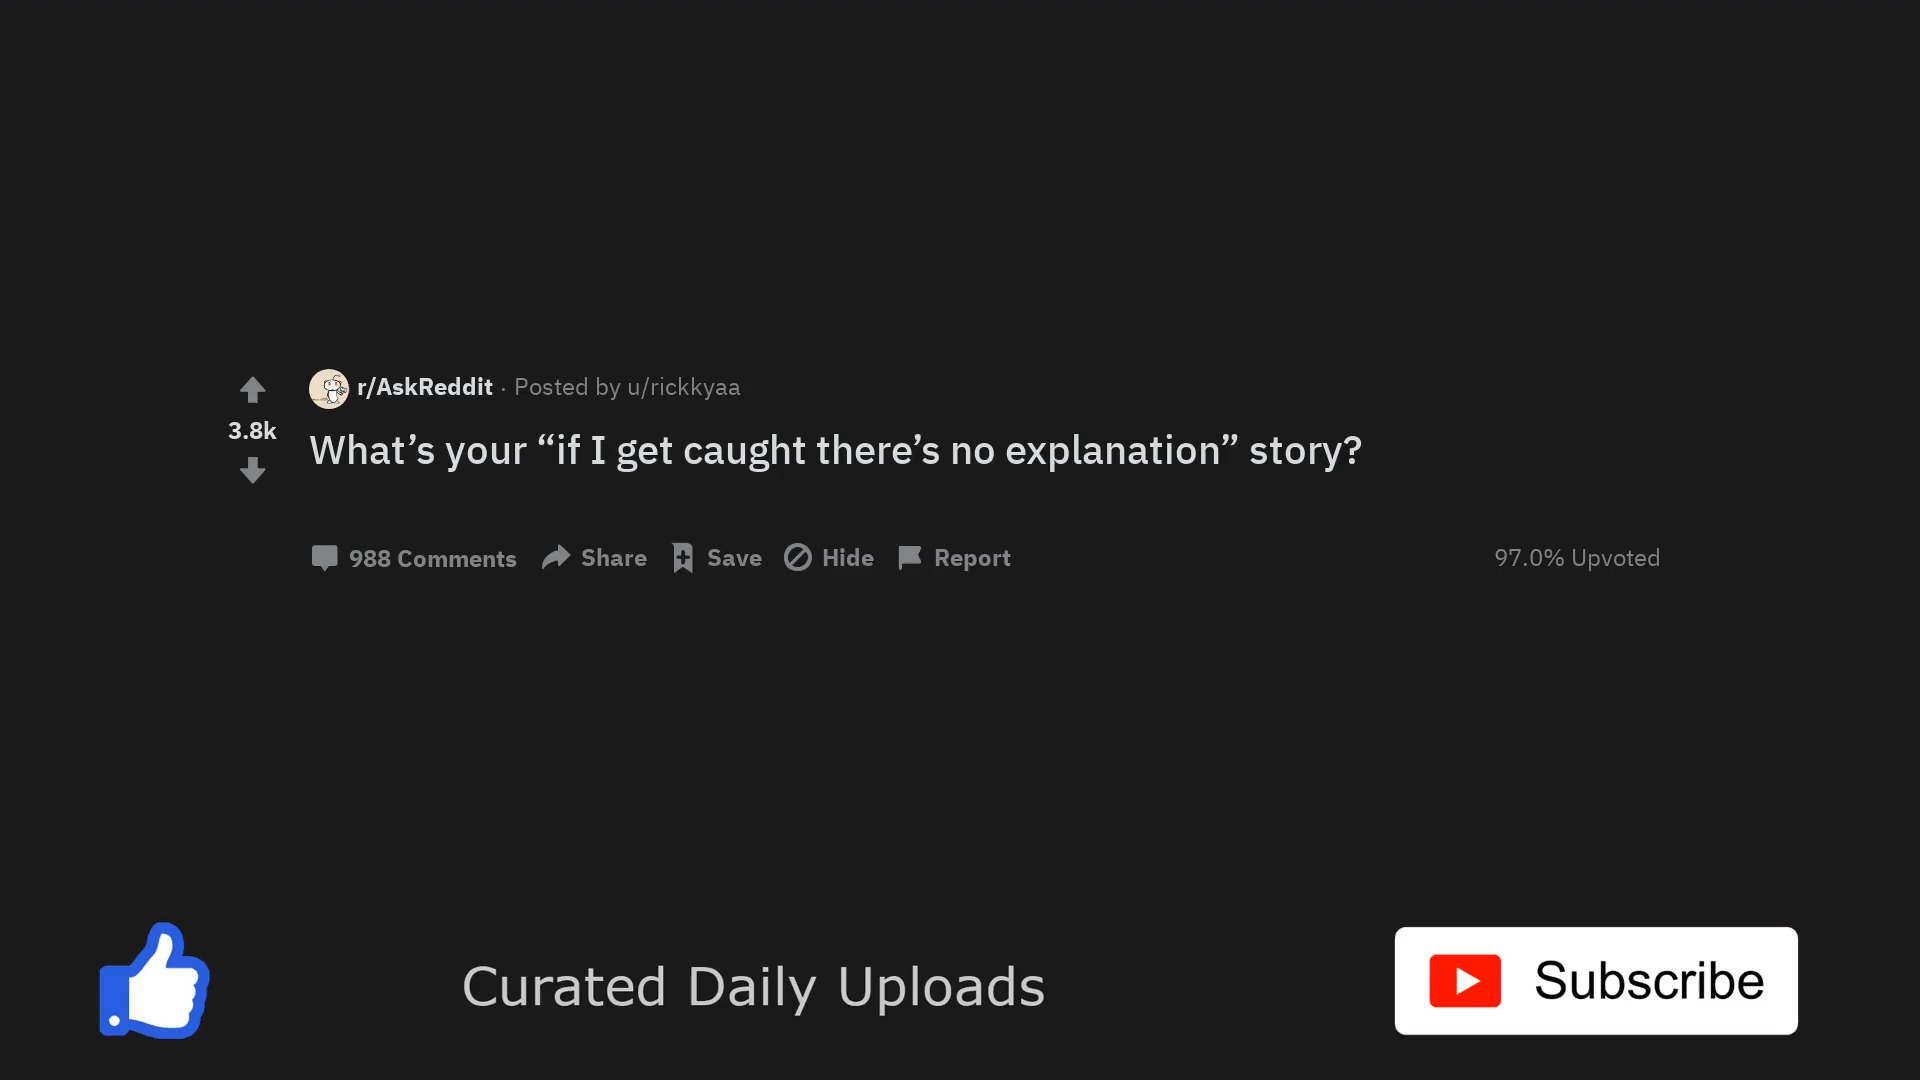 r/AskReddit · Posted by u/rickkyaa
3.8k
What’s your “if I get caught there’s no explanation” story?
988 Comments Share Save Hide Report 97.0% Upvoted
Curated Daily Uploads
Subscribe